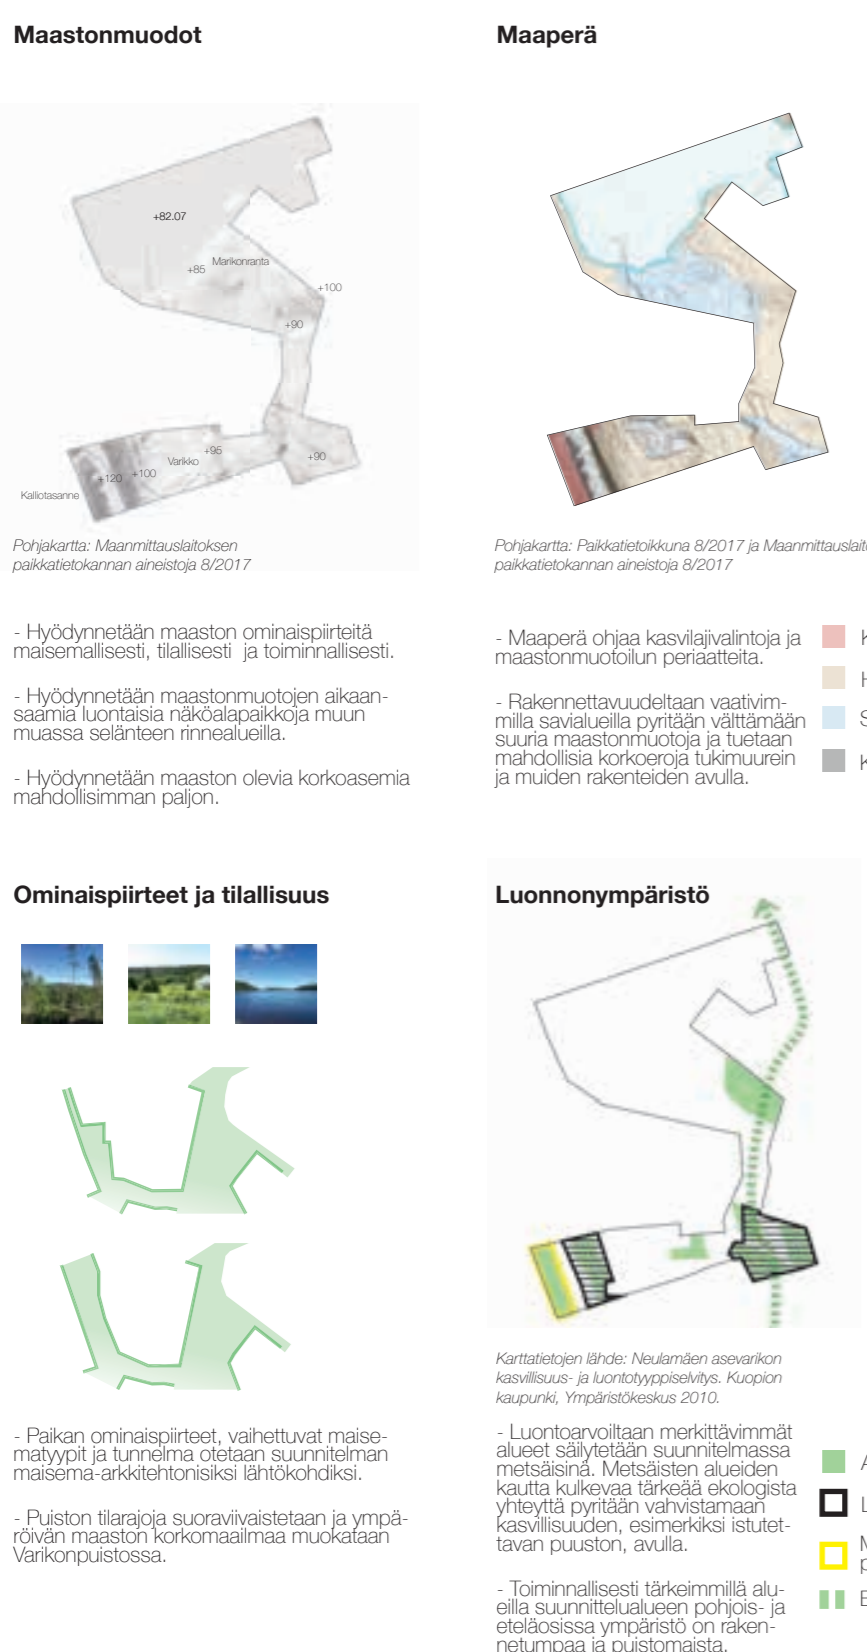 Maastonmuodot
+82.07
+85
Marikonranta
+100
+90
+95
Varikko
+90
+120
+100
Kalliotasanne
Pohjakartta: Maanmittauslaitoksen
paikkatietokannan aineistoja 8/2017
- Hyödynnetään maaston ominaispiirteitä
maisemallisesti, tilallisesti ja toiminnallisesti.
- Hyödynnetään maastonmuotojen aikaan-
saamia luontaisia näköalapaikkoja muun
muassa selänteen rinnealueilla.
- Hyödynnetään maaston olevia korkoasemia
mahdollisimman paljon.
Maaperä
Pohjakartta: Paikkatietoikkuna 8/2017 ja Maanmittauslait
paikkatietokannan aineistoja 8/2017
- Maaperä ohjaa kasvilajivalintoja ja
maastonmuotoilun periaatteita.
- Rakennettavuudeltaan vaativim-
milla savialueilla pyritään välttämään
suuria maastonmuotoja ja tuetaan
mahdollisia korkoeroja tukimuurein
ja muiden rakenteiden avulla.
K
H
S
K
Ominaispiirteet ja tilallisuus
- Paikan ominaispiirteet, vaihettuvat maise-
matyypit ja tunnelma otetaan suunnitelman
maisema-arkkitehtonisiksi lähtökohdiksi.
- Puiston tilarajoja suoraviivaistetaan ja ympä-
röivän maaston korkomaailmaa muokataan
Varikonpuistossa.
Luonnonympäristö
Karttatietojen lähde: Neulamäen asevarikon
kasvillisuus- ja luontotyyppiselvitys. Kuopion
kaupunki, Ympäristökeskus 2010.
- Luontoarvoiltaan merkittävimmät
alueet säilytetään suunnitelmassa
metsäisinä. Metsäisten alueiden
kautta kulkevaa tärkeää ekologista
yhteyttä pyritään vahvistamaan
kasvillisuuden, esimerkiksi istutet-
tavan puuston, avulla.
- Toiminnallisesti tärkeimmillä alu-
eilla suunnittelualueen pohjois- ja
eteläosissa ympäristö on raken-
netumpaa ja puistomaista.
A
L
M
p
E